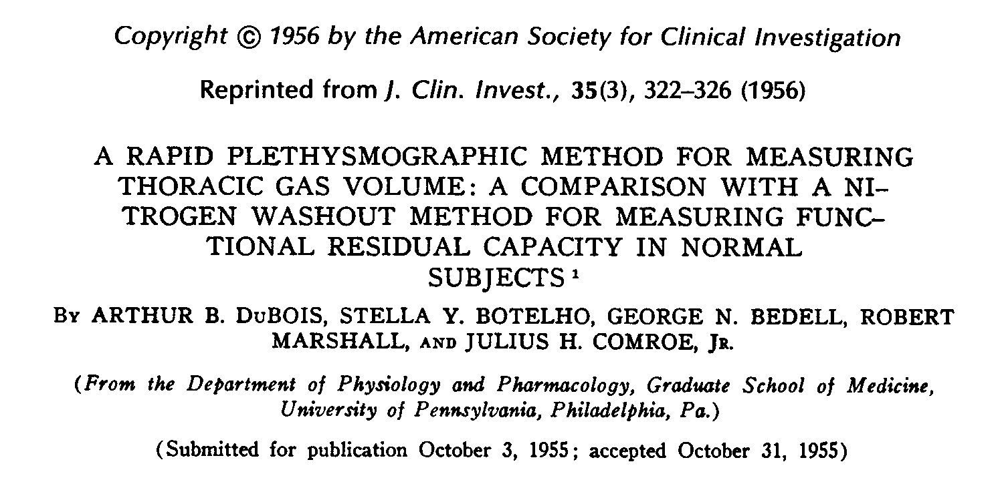 Copyright © 1956 by the American Society for Clinical Investigation
Reprinted from J. Clin. Invest., 35(3), 322–326 (1956)
A RAPID PLETHYSMOGRAPHIC METHOD FOR MEASURING
THORACIC GAS VOLUME: A COMPARISON WITH A NI-
TROGEN WASHOUT METHOD FOR MEASURING FUNC-
TIONAL RESIDUAL CAPACITY IN NORMAL
SUBJECTS ¹
By ARTHUR B. DuBOIS, STELLA Y. BOTELHO, GEORGE N. BEDELL, ROBERT
MARSHALL, AND JULIUS H. COMROE, Jr.
(From the Department of Physiology and Pharmacology, Graduate School of Medicine,
University of Pennsylvania, Philadelphia, Pa.)
(Submitted for publication October 3, 1955; accepted October 31, 1955)